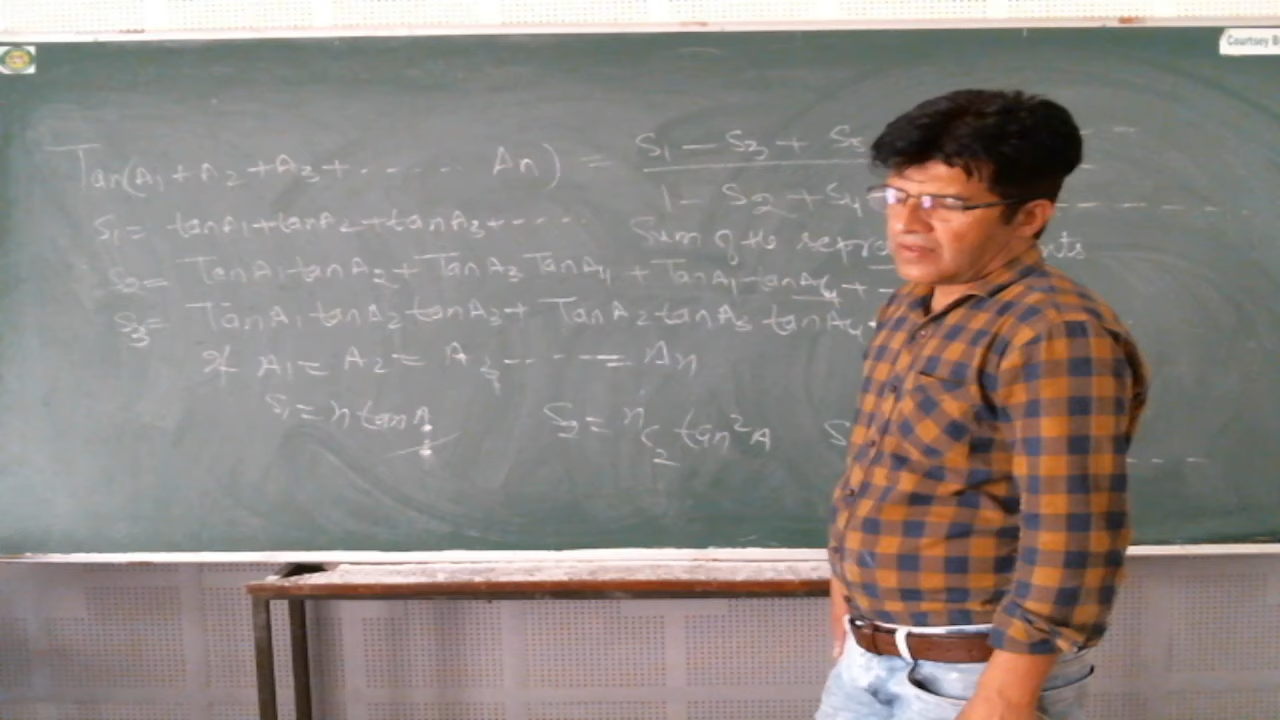 Courtsey B
Tan(A1 + A2 + A3 + ...... An) = S1 - S3 + S5 - - / 1 - S2 + S4 - - - - - -
S1 = tanA1 + tanA2 + tanA3 + ..... Sum of the
S2 = TanA1 tanA2 + TanA3 TanA4 + TanA1 tanA4 + -
S3 = TanA1 tanA2 tanA3 + TanA2 tanA3 tanA4
If A1 = A2 = A3 - - - - = An
S1 = n tanA S2 = nC2 tan²A S - - -